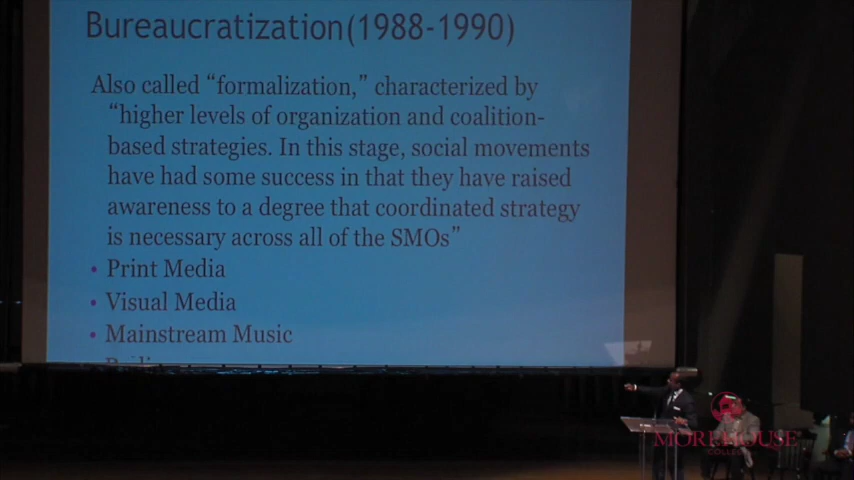 Bureaucratization(1988-1990)
Also called “formalization,” characterized by
“higher levels of organization and coalition-
based strategies. In this stage, social movements
have had some success in that they have raised
awareness to a degree that coordinated strategy
is necessary across all of the SMOs”
• Print Media
• Visual Media
• Mainstream Music
MOREHOUSE
COLLEGE